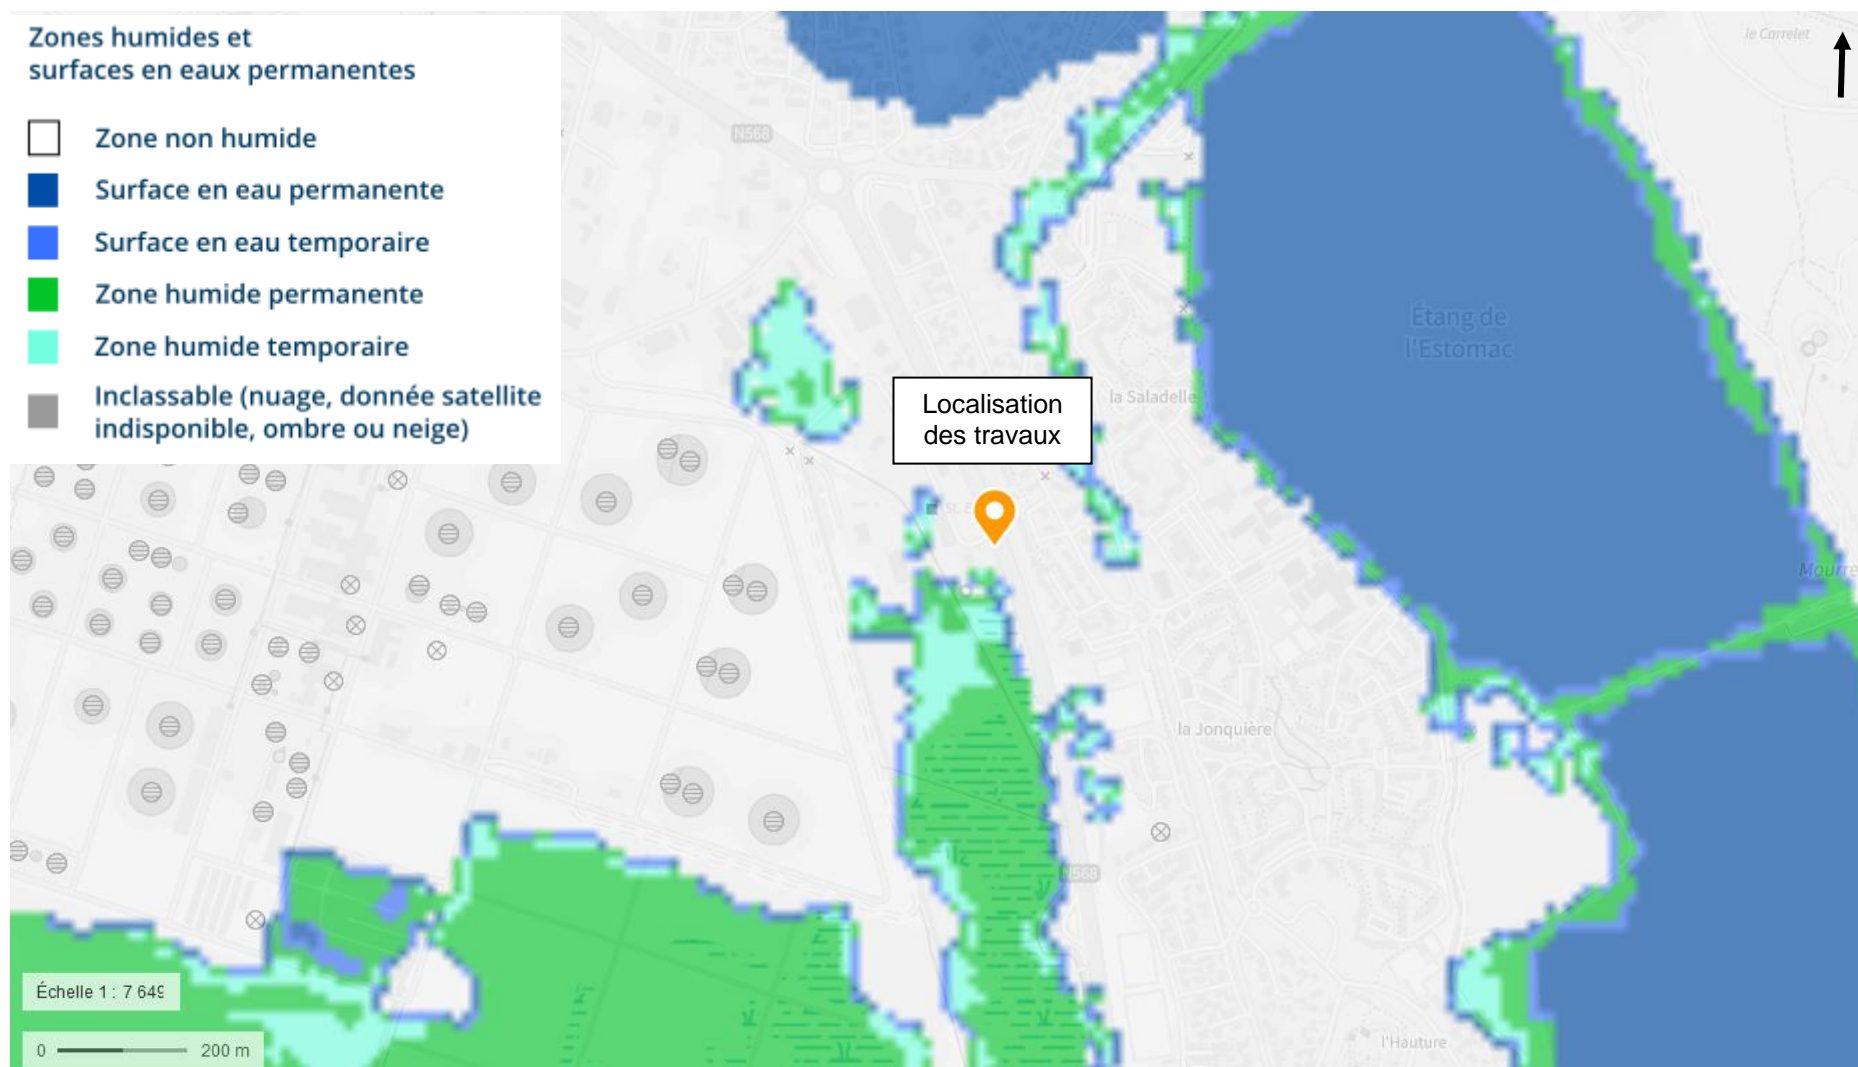 Zones humides et
surfaces en eaux permanentes
Zone non humide
Surface en eau permanente
Surface en eau temporaire
Zone humide permanente
Zone humide temporaire
Inclassable (nuage, donnée satellite
indisponible, ombre ou neige)
le Carrelet
N568
Étang de
l'Estomac
la Saladelle
Localisation
des travaux
St.
Mourre
la Jonquière
N568
Échelle 1 : 7 649
0 200 m
l'Hauture